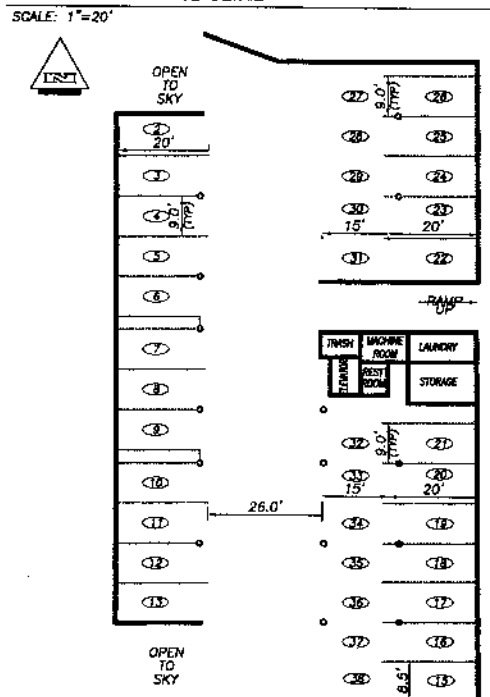 SCALE: 1"=20'
N
OPEN
TO
SKY
2
20'
3
4
9.0'
(TYP)
5
6
7
8
9
10
11
12
13
26.0'
OPEN
TO
SKY
27
9.0'
(TYP)
26
28
25
29
24
30
23
15'
20'
31
22
RAMP
UP
TRASH
MACHINE
ROOM
LAUNDRY
ELEVATOR
REST
ROOM
STORAGE
32
9.0'
(TYP)
21
33
20
15'
20'
34
19
35
18
36
17
37
16
38
8.5'
15